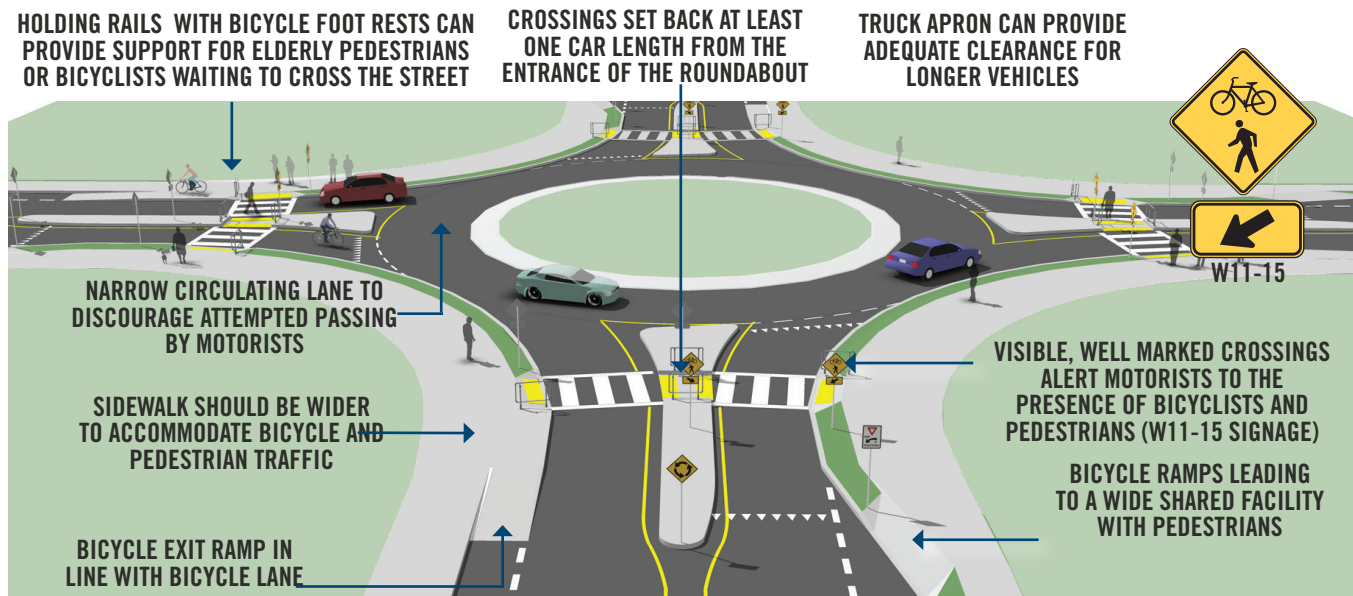 HOLDING RAILS WITH BICYCLE FOOT RESTS CAN
PROVIDE SUPPORT FOR ELDERLY PEDESTRIANS
OR BICYCLISTS WAITING TO CROSS THE STREET
CROSSINGS SET BACK AT LEAST
ONE CAR LENGTH FROM THE
ENTRANCE OF THE ROUNDABOUT
TRUCK APRON CAN PROVIDE
ADEQUATE CLEARANCE FOR
LONGER VEHICLES
W11-15
NARROW CIRCULATING LANE TO
DISCOURAGE ATTEMPTED PASSING
BY MOTORISTS
VISIBLE, WELL MARKED CROSSINGS
ALERT MOTORISTS TO THE
PRESENCE OF BICYCLISTS AND
PEDESTRIANS (W11-15 SIGNAGE)
SIDEWALK SHOULD BE WIDER
TO ACCOMMODATE BICYCLE AND
PEDESTRIAN TRAFFIC
BICYCLE RAMPS LEADING
TO A WIDE SHARED FACILITY
WITH PEDESTRIANS
BICYCLE EXIT RAMP IN
LINE WITH BICYCLE LANE